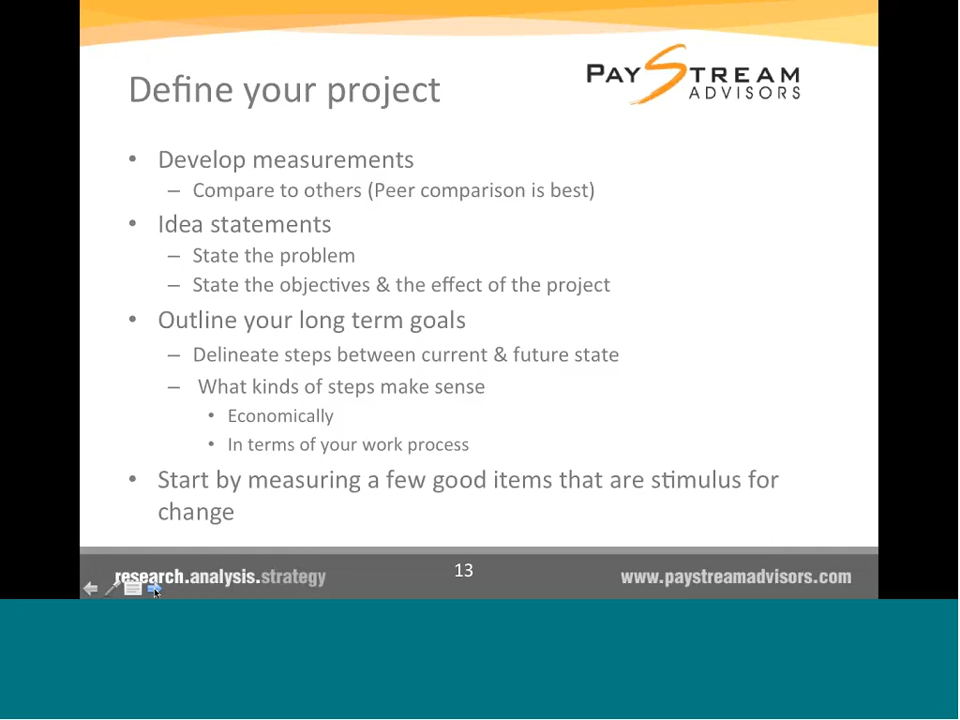 Define your project
PAYSTREAM
ADVISORS
• Develop measurements
– Compare to others (Peer comparison is best)
• Idea statements
– State the problem
– State the objectives & the effect of the project
• Outline your long term goals
– Delineate steps between current & future state
– What kinds of steps make sense
• Economically
• In terms of your work process
• Start by measuring a few good items that are stimulus for
change
research.analysis.strategy
13
www.paystreamadvisors.com